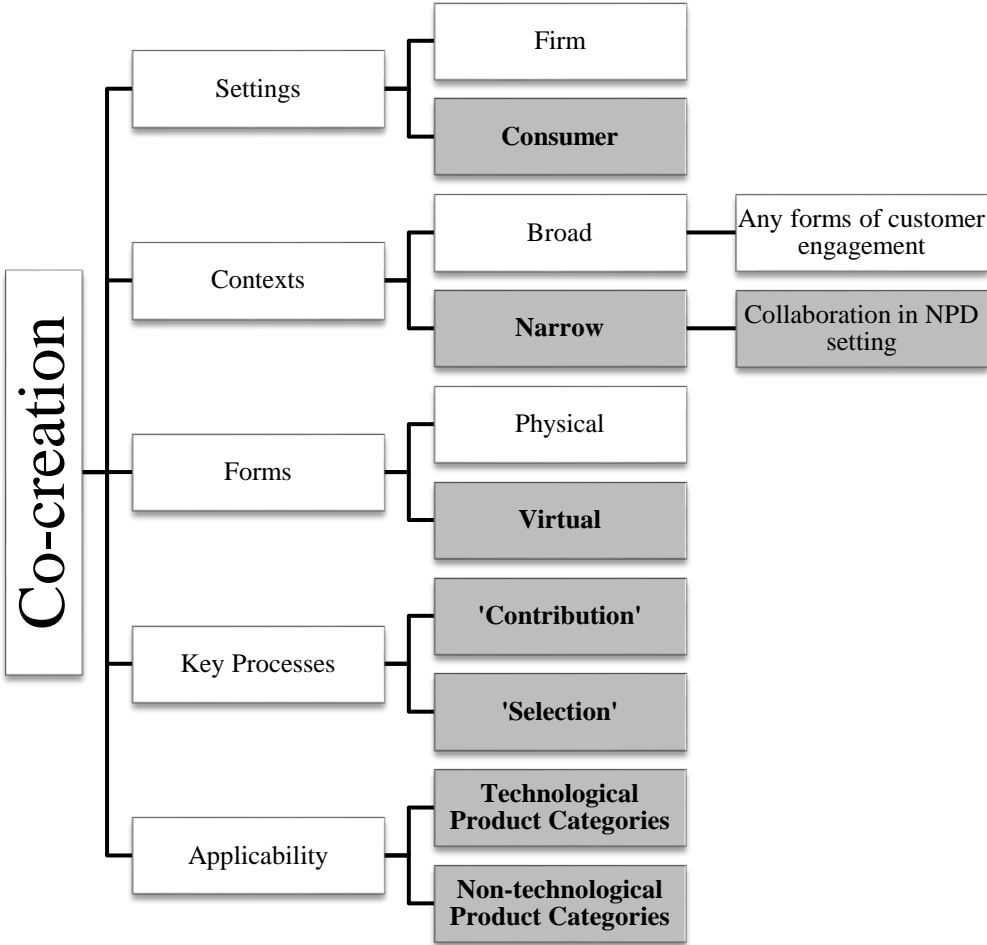 Co-creation
Settings
Firm
Consumer
Contexts
Broad
Any forms of customer
engagement
Narrow
Collaboration in NPD
setting
Forms
Physical
Virtual
Key Processes
'Contribution'
'Selection'
Applicability
Technological
Product Categories
Non-technological
Product Categories